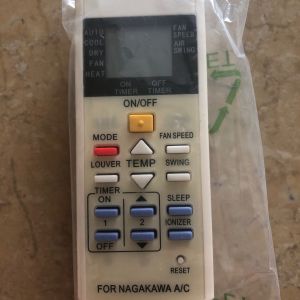 AUTO
COOL
DRY
FAN
HEAT
FAN
SPEED
AIR
SWING
ON
TIMER
OFF
TIMER
ON/OFF
MODE
FAN SPEED
LOUVER
TEMP
SWING
TIMER
ON
SLEEP
1
2
IONIZER
OFF
RESET
FOR NAGAKAWA A/C